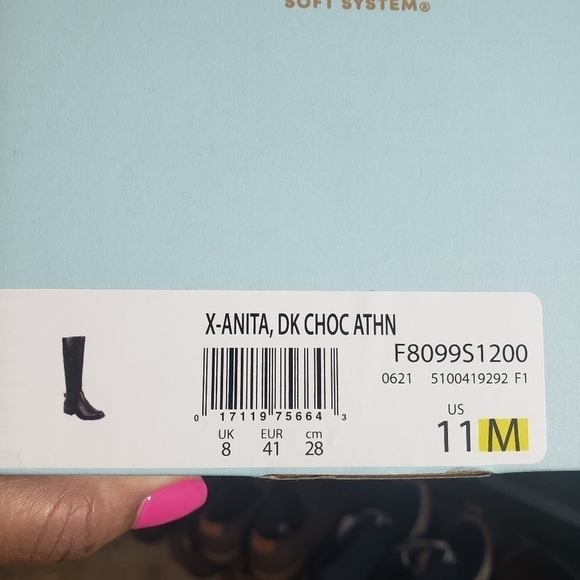 SOFT SYSTEM®
X-ANITA, DK CHOC ATHN
F8099S1200
0621 5100419292 F1
0 17119 75664 3
UK EUR cm
8 41 28
US
11 M